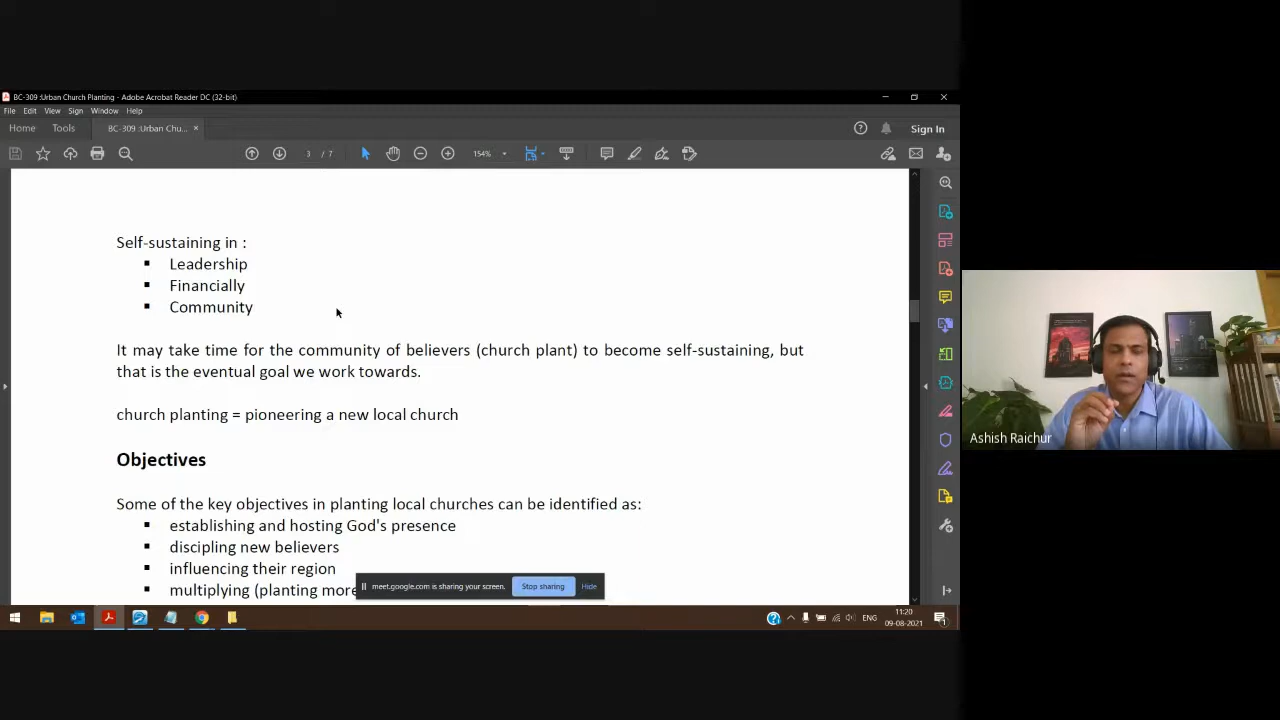 BC-309 :Urban Church Planting - Adobe Acrobat Reader DC (32-bit)
File Edit View Sign Window Help
Home Tools BC-309 :Urban Chu... × Sign In
3 / 7 154%
Self-sustaining in :
▪ Leadership
▪ Financially
▪ Community
It may take time for the community of believers (church plant) to become self-sustaining, but
that is the eventual goal we work towards.
church planting = pioneering a new local church
Objectives
Some of the key objectives in planting local churches can be identified as:
▪ establishing and hosting God's presence
▪ discipling new believers
▪ influencing their region
▪ multiplying (planting more
meet.google.com is sharing your screen. Stop sharing Hide
Ashish Raichur
ENG
11:20
09-08-2021